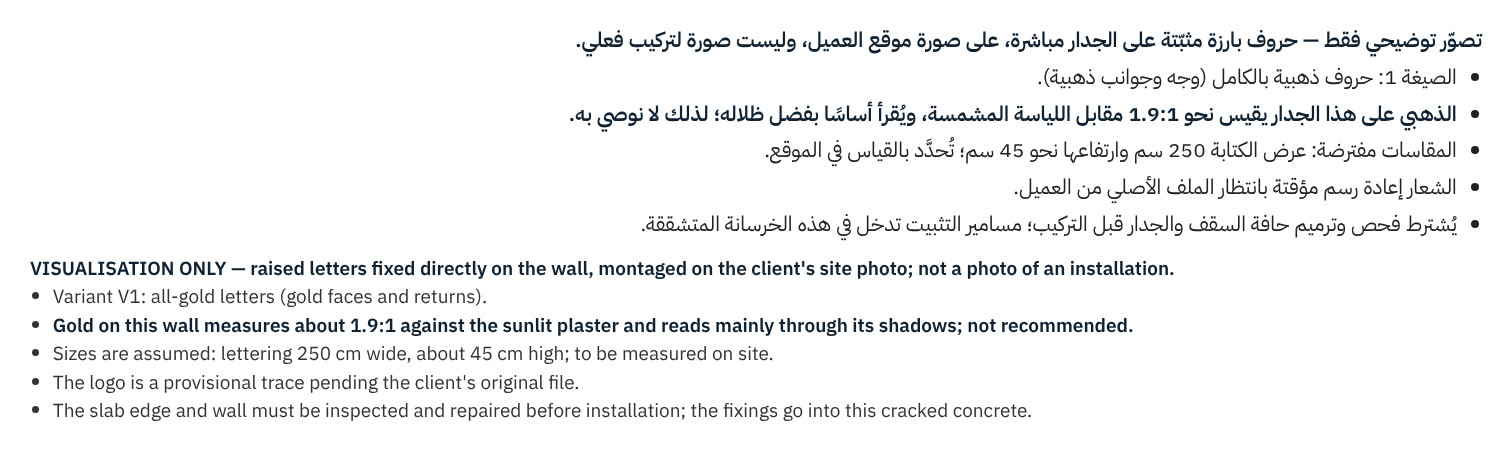 تصوّر توضيحي فقط — حروف بارزة مثبّتة على الجدار مباشرة، على صورة موقع العميل، وليست صورة لتركيب فعلي.
• الصيغة 1: حروف ذهبية بالكامل (وجه وجوانب ذهبية).
• الذهبي على هذا الجدار يقيس نحو 1.9:1 مقابل اللياسة المشمسة، ويُقرأ أساسًا بفضل ظلاله؛ لذلك لا نوصي به.
• المقاسات مفترضة: عرض الكتابة 250 سم وارتفاعها نحو 45 سم؛ تُحدَّد بالقياس في الموقع.
• الشعار إعادة رسم مؤقتة بانتظار الملف الأصلي من العميل.
• يُشترط فحص وترميم حافة السقف والجدار قبل التركيب؛ مسامير التثبيت تدخل في هذه الخرسانة المتشققة.
VISUALISATION ONLY — raised letters fixed directly on the wall, montaged on the client's site photo; not a photo of an installation.
• Variant V1: all-gold letters (gold faces and returns).
• Gold on this wall measures about 1.9:1 against the sunlit plaster and reads mainly through its shadows; not recommended.
• Sizes are assumed: lettering 250 cm wide, about 45 cm high; to be measured on site.
• The logo is a provisional trace pending the client's original file.
• The slab edge and wall must be inspected and repaired before installation; the fixings go into this cracked concrete.